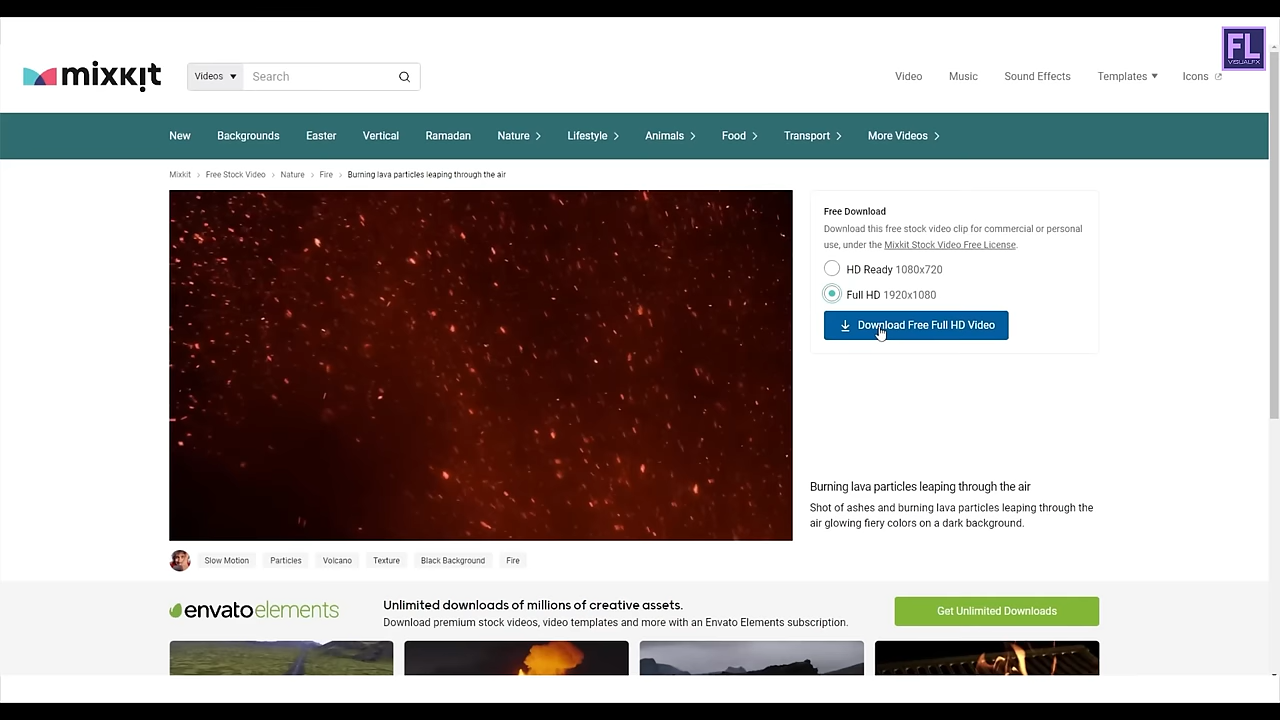 FL
VISUALFX
mixkit
Videos
Search
Video
Music
Sound Effects
Templates
Icons
New
Backgrounds
Easter
Vertical
Ramadan
Nature
Lifestyle
Animals
Food
Transport
More Videos
Mixkit > Free Stock Video > Nature > Fire > Burning lava particles leaping through the air
Free Download
Download this free stock video clip for commercial or personal
use, under the Mixkit Stock Video Free License.
HD Ready 1080x720
Full HD 1920x1080
Download Free Full HD Video
Burning lava particles leaping through the air
Shot of ashes and burning lava particles leaping through the
air glowing fiery colors on a dark background.
Slow Motion
Particles
Volcano
Texture
Black Background
Fire
envatoelements
Unlimited downloads of millions of creative assets.
Download premium stock videos, video templates and more with an Envato Elements subscription.
Get Unlimited Downloads